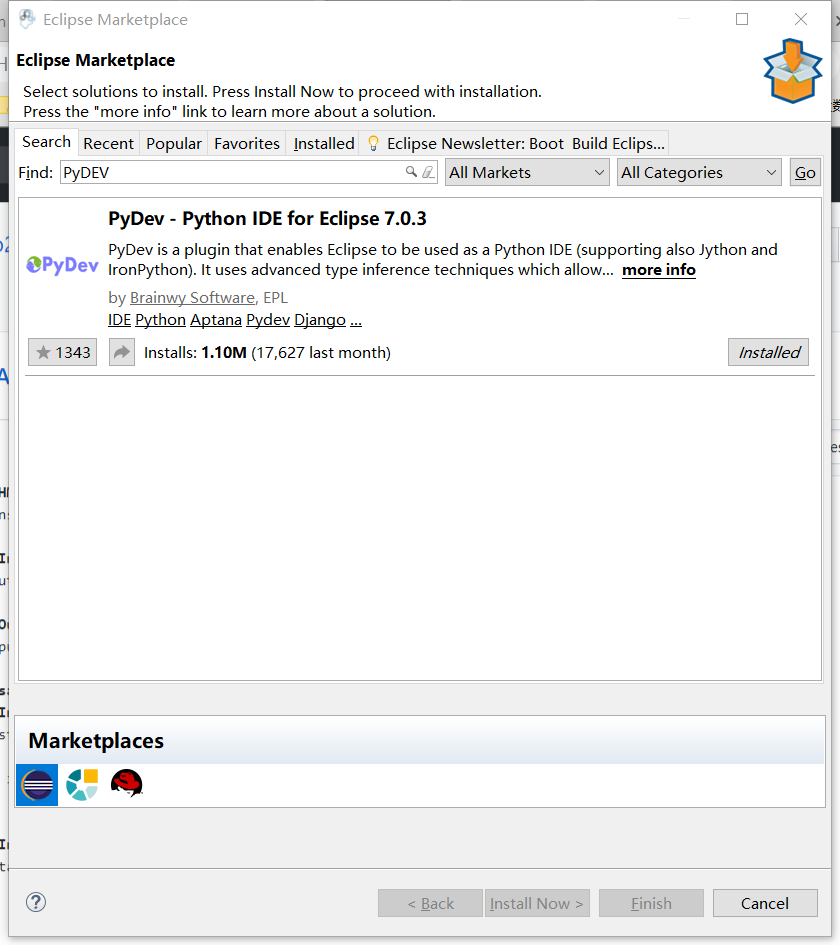 Eclipse Marketplace
Eclipse Marketplace
Select solutions to install. Press Install Now to proceed with installation.
Press the "more info" link to learn more about a solution.
Search Recent Popular Favorites Installed Eclipse Newsletter: Boot Build Eclips...
Find: PyDEV All Markets All Categories Go
PyDev - Python IDE for Eclipse 7.0.3
PyDev is a plugin that enables Eclipse to be used as a Python IDE (supporting also Jython and
IronPython). It uses advanced type inference techniques which allow... more info
PyDev
by Brainwy Software, EPL
IDE Python Aptana Pydev Django ...
1343 Installs: 1.10M (17,627 last month) Installed
Marketplaces
? < Back Install Now > Finish Cancel